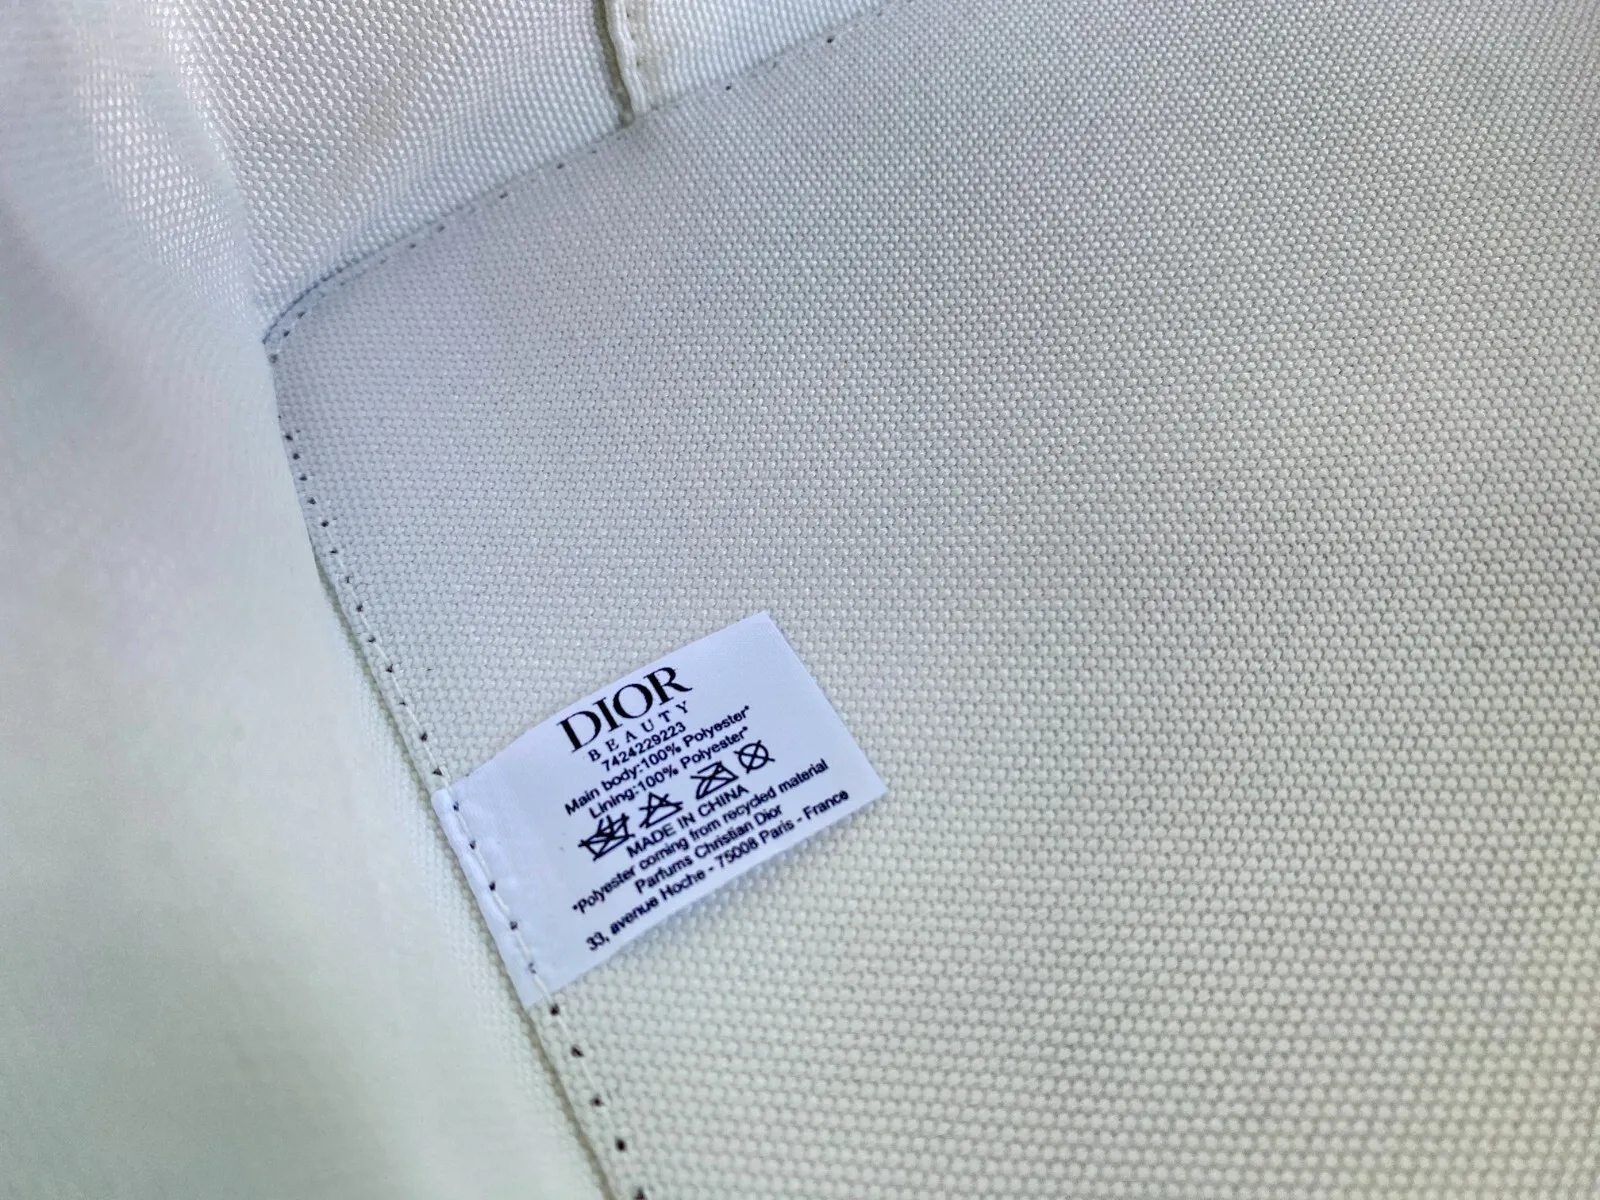 DIOR
BEAUTY
7424229223
Main body:100% Polyester*
Lining:100% Polyester*
MADE IN CHINA
*Polyester coming from recycled material
Parfums Christian Dior
33, avenue Hoche - 75008 Paris - France